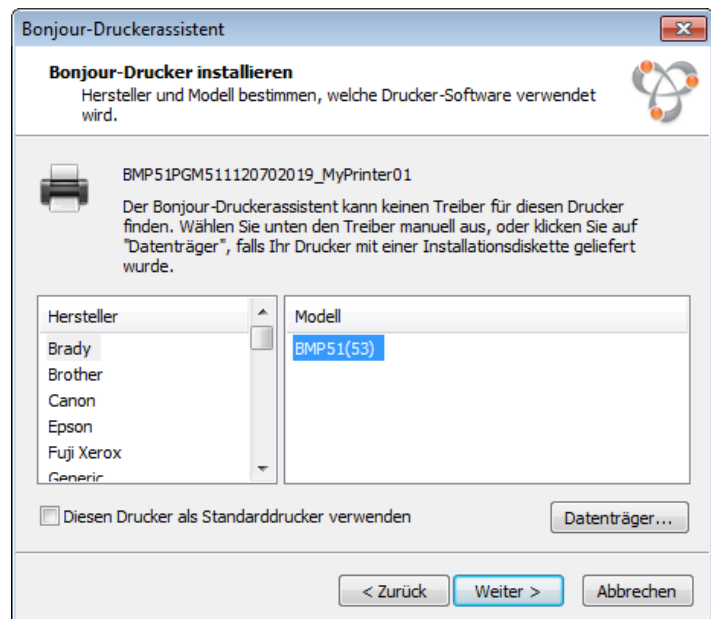 Bonjour-Druckerassistent
Bonjour-Drucker installieren
Hersteller und Modell bestimmen, welche Drucker-Software verwendet
wird.
BMP51PGM511120702019_MyPrinter01
Der Bonjour-Druckerassistent kann keinen Treiber für diesen Drucker
finden. Wählen Sie unten den Treiber manuell aus, oder klicken Sie auf
"Datenträger", falls Ihr Drucker mit einer Installationsdiskette geliefert
wurde.
Hersteller
Brady
Brother
Canon
Epson
Fuji Xerox
Generic
Modell
BMP51(53)
Diesen Drucker als Standarddrucker verwenden
Datenträger...
< Zurück
Weiter >
Abbrechen